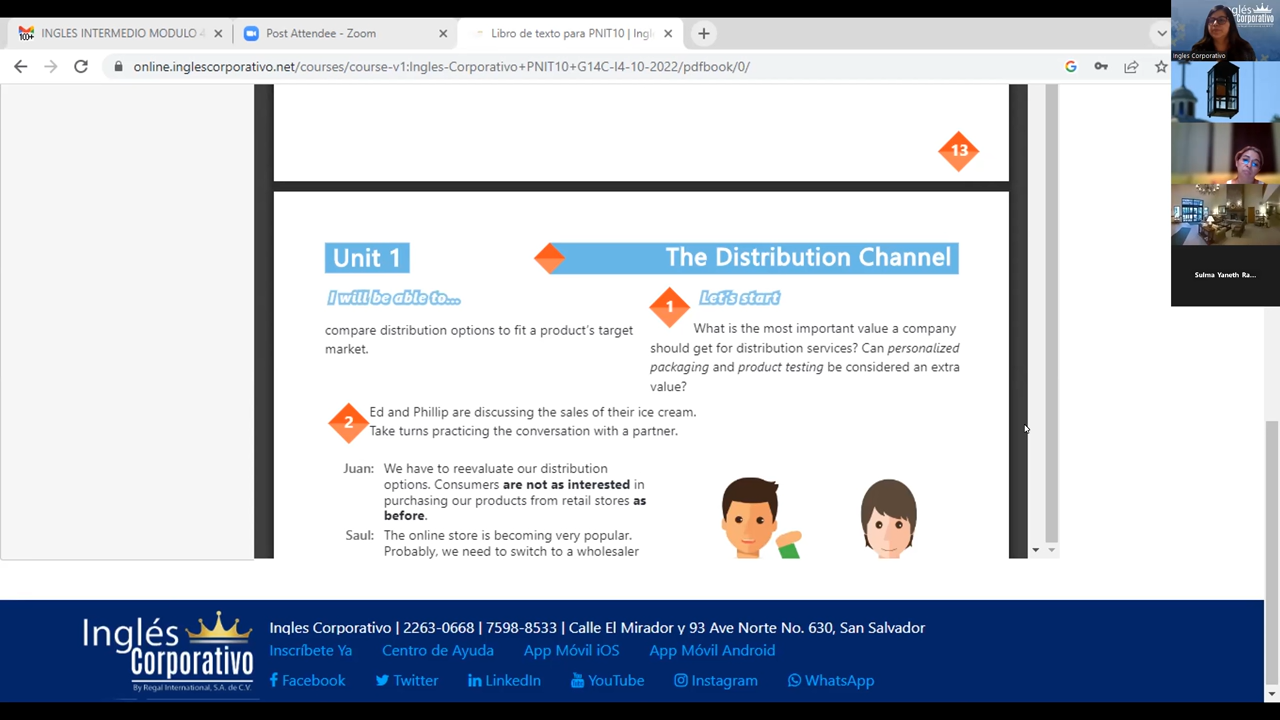 100+
INGLES INTERMEDIO MODULO 4
Post Attendee - Zoom
Libro de texto para PNIT10 | Ingl
online.inglescorporativo.net/courses/course-v1:Ingles-Cor
+PNIT10+G14C-I4-10-2022/pdfbook/0/
Inglés
Corporativo
Ingles Corporativo
Sulma Yaneth Ra...
13
Unit 1
The Distribution Channel
I will be able to...
compare distribution options to fit a product's target
market.
1
Let's start
What is the most important value a company
should get for distribution services? Can personalized
packaging and product testing be considered an extra
value?
2
Ed and Phillip are discussing the sales of their ice cream.
Take turns practicing the conversation with a partner.
Juan: We have to reevaluate our distribution
options. Consumers are not as interested in
purchasing our products from retail stores as
before.
Saul: The online store is becoming very popular.
Probably, we need to switch to a wholesaler
Inglés
Corporativo
By Regal International, S.A. de C.V.
Ingles Corporativo | 2263-0668 | 7598-8533 | Calle El Mirador y 93 Ave Norte No. 630, San Salvador
Inscríbete Ya Centro de Ayuda App Móvil iOS App Móvil Android
Facebook Twitter LinkedIn YouTube Instagram WhatsApp